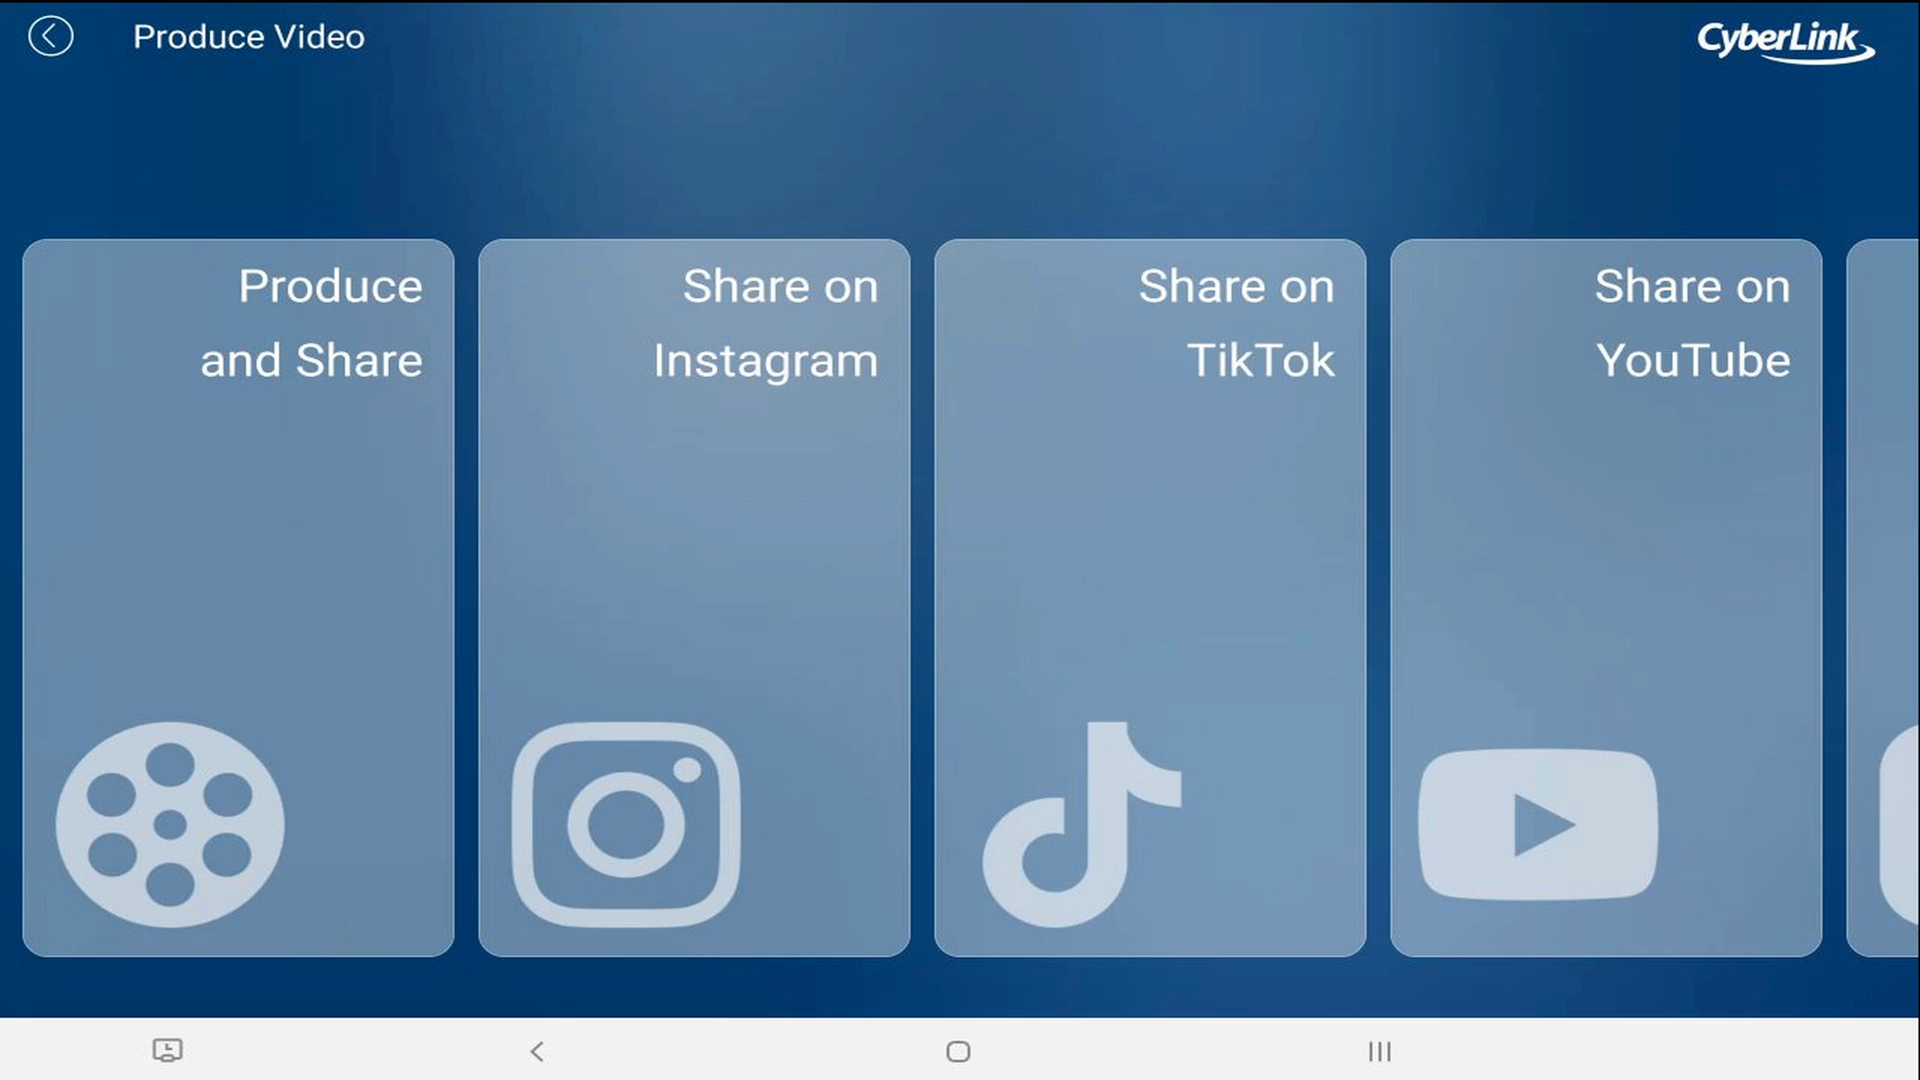 Produce Video
CyberLink
Produce
and Share
Share on
Instagram
Share on
TikTok
Share on
YouTube